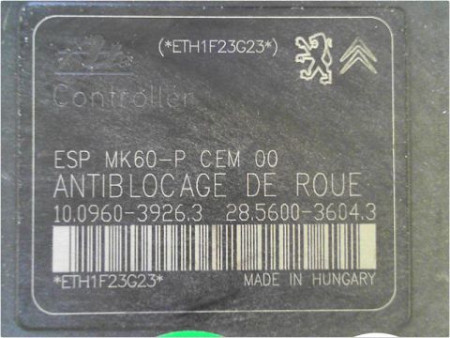 (*ETH1F23G23*)
Controller
ESP MK60-P CEM 00
ANTIBLOCAGE DE ROUE
10.0960-3926.3 28.5600-3604.3
*ETH1F23G23* MADE IN HUNGARY